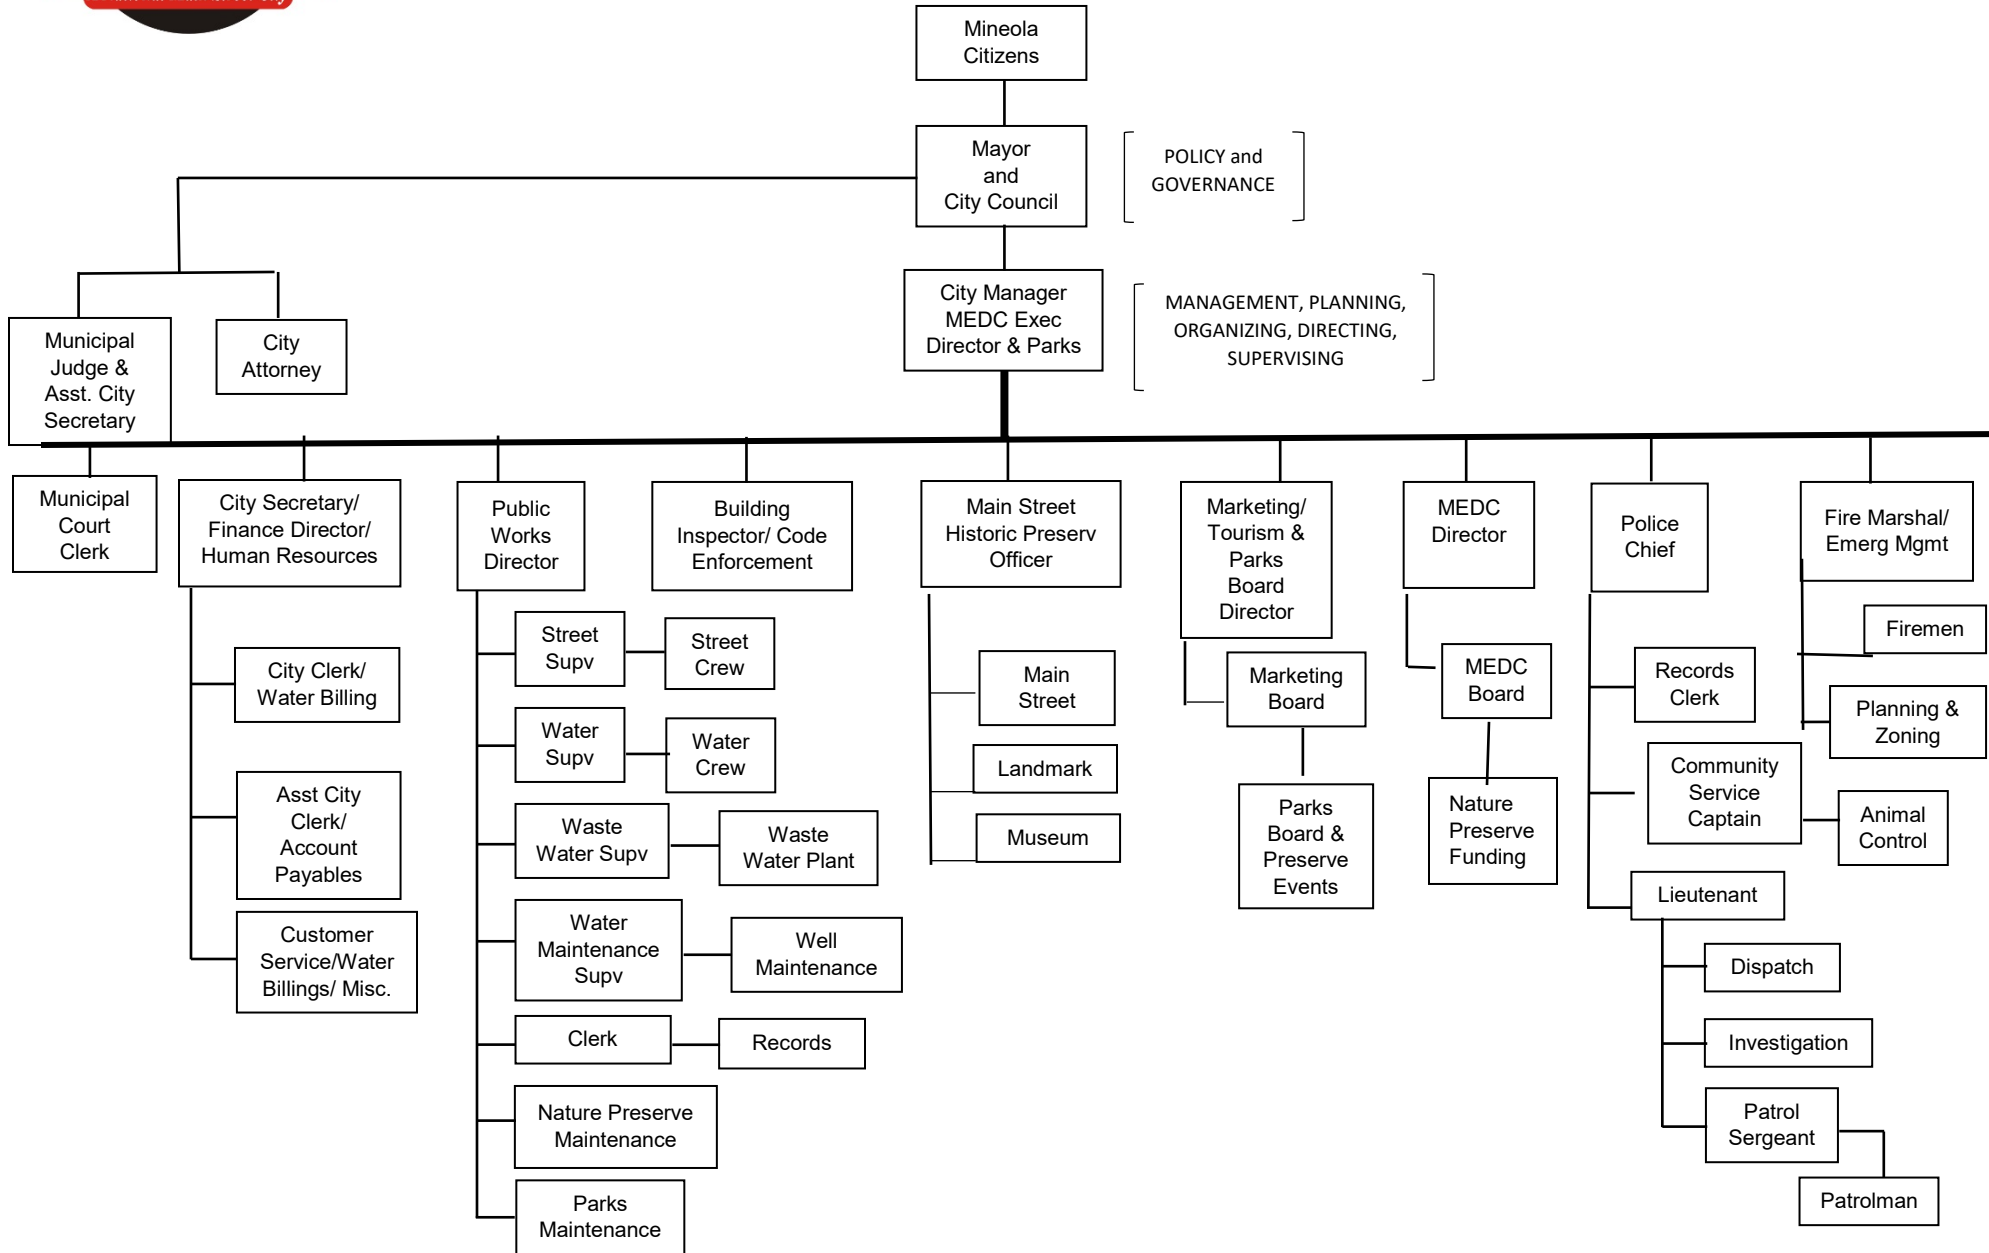 Mineola
Citizens
Mayor
and
City Council
POLICY and
GOVERNANCE
City Manager
MEDC Exec
Director & Parks
MANAGEMENT, PLANNING,
ORGANIZING, DIRECTING,
SUPERVISING
Municipal
Judge &
Asst. City
Secretary
City
Attorney
Municipal
Court
Clerk
City Secretary/
Finance Director/
Human Resources
Public
Works
Director
Building
Inspector/ Code
Enforcement
Main Street
Historic Preserv
Officer
Marketing/
Tourism &
Parks
Board
Director
MEDC
Director
Police
Chief
Fire Marshal/
Emerg Mgmt
City Clerk/
Water Billing
Asst City
Clerk/
Account
Payables
Customer
Service/Water
Billings/ Misc.
Street
Supv
Street
Crew
Water
Supv
Water
Crew
Waste
Water Supv
Waste
Water Plant
Water
Maintenance
Supv
Well
Maintenance
Clerk
Records
Nature Preserve
Maintenance
Parks
Maintenance
Main
Street
Landmark
Museum
Marketing
Board
Parks
Board &
Preserve
Events
MEDC
Board
Nature
Preserve
Funding
Records
Clerk
Community
Service
Captain
Animal
Control
Lieutenant
Dispatch
Investigation
Patrol
Sergeant
Patrolman
Firemen
Planning &
Zoning